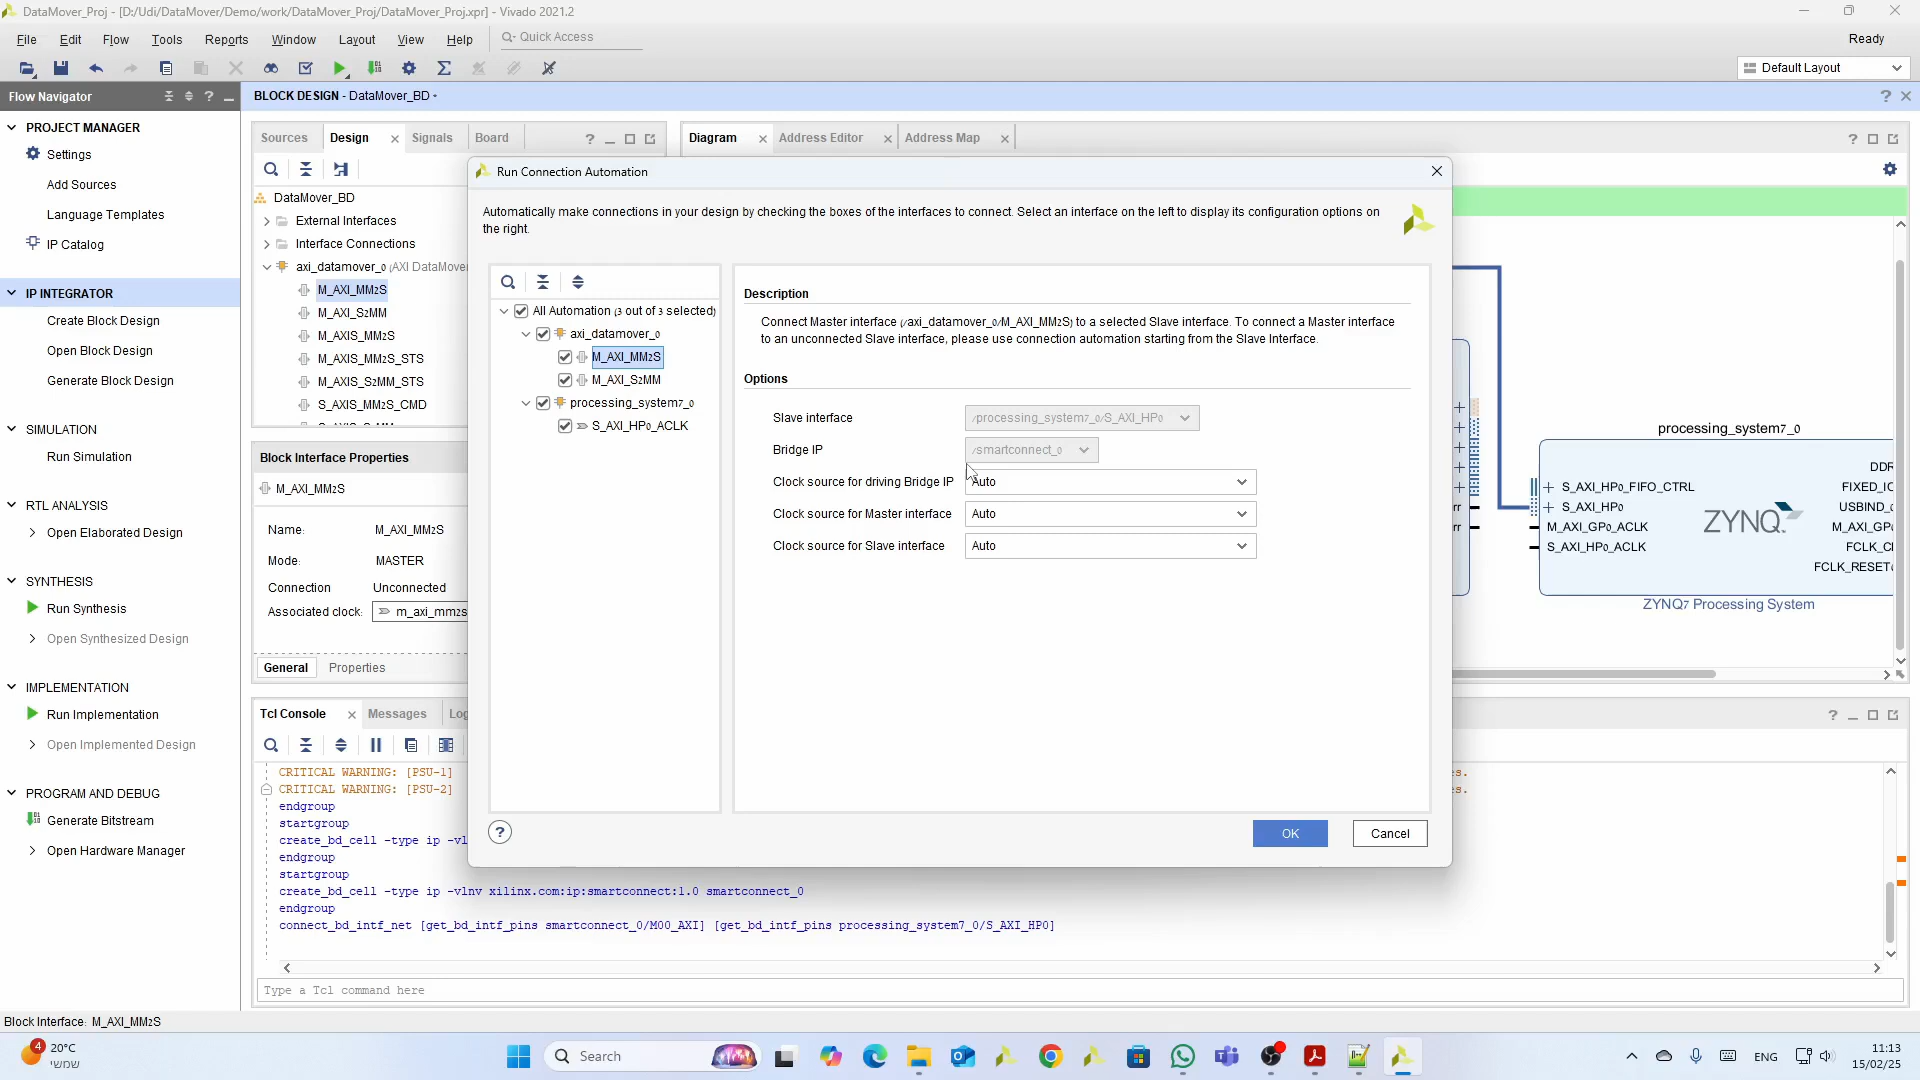 DataMover_Proj - [D:/Udi/DataMover/Demo/work/DataMover_Proj/DataMover_Proj.xpr] - Vivado 2021.2
File Edit Flow Tools Reports Window Layout View Help Quick Access
Ready
Default Layout
Flow Navigator
BLOCK DESIGN - DataMover_BD *
PROJECT MANAGER
Settings
Add Sources
Language Templates
IP Catalog
IP INTEGRATOR
Create Block Design
Open Block Design
Generate Block Design
SIMULATION
Run Simulation
RTL ANALYSIS
Open Elaborated Design
SYNTHESIS
Run Synthesis
Open Synthesized Design
IMPLEMENTATION
Run Implementation
Open Implemented Design
PROGRAM AND DEBUG
Generate Bitstream
Open Hardware Manager
Sources Design Signals Board
DataMover_BD
External Interfaces
Interface Connections
axi_datamover_0 (AXI DataMover
M_AXI_MM2S
M_AXI_S2MM
M_AXIS_MM2S
M_AXIS_MM2S_STS
M_AXIS_S2MM_STS
S_AXIS_MM2S_CMD
Block Interface Properties
M_AXI_MM2S
Name: M_AXI_MM2S
Mode: MASTER
Connection Unconnected
Associated clock: m_axi_mm2s
General Properties
Diagram Address Editor Address Map
Run Connection Automation
Automatically make connections in your design by checking the boxes of the interfaces to connect. Select an interface on the left to display its configuration options on
the right.
All Automation (3 out of 3 selected)
axi_datamover_0
M_AXI_MM2S
M_AXI_S2MM
processing_system7_0
S_AXI_HP0_ACLK
Description
Connect Master interface (/axi_datamover_0/M_AXI_MM2S) to a selected Slave interface. To connect a Master interface
to an unconnected Slave interface, please use connection automation starting from the Slave Interface.
Options
Slave interface /processing_system7_0/S_AXI_HP0
Bridge IP /smartconnect_0
Clock source for driving Bridge IP Auto
Clock source for Master interface Auto
Clock source for Slave interface Auto
OK Cancel
processing_system7_0
S_AXI_HP0_FIFO_CTRL
S_AXI_HP0
M_AXI_GP0_ACLK
S_AXI_HP0_ACLK
ZYNQ
DDR
FIXED_IO
USBIND_
M_AXI_GP
FCLK_CL
FCLK_RESET
ZYNQ7 Processing System
Tcl Console Messages Log
CRITICAL WARNING: [PSU-1] es.
CRITICAL WARNING: [PSU-2] es.
endgroup
startgroup
create_bd_cell -type ip -vl
endgroup
startgroup
create_bd_cell -type ip -vlnv xilinx.com:ip:smartconnect:1.0 smartconnect_0
endgroup
connect_bd_intf_net [get_bd_intf_pins smartconnect_0/M00_AXI] [get_bd_intf_pins processing_system7_0/S_AXI_HP0]
Type a Tcl command here
Block Interface: M_AXI_MM2S
4
20°C
שמשי
Search
ENG
11:13
15/02/25